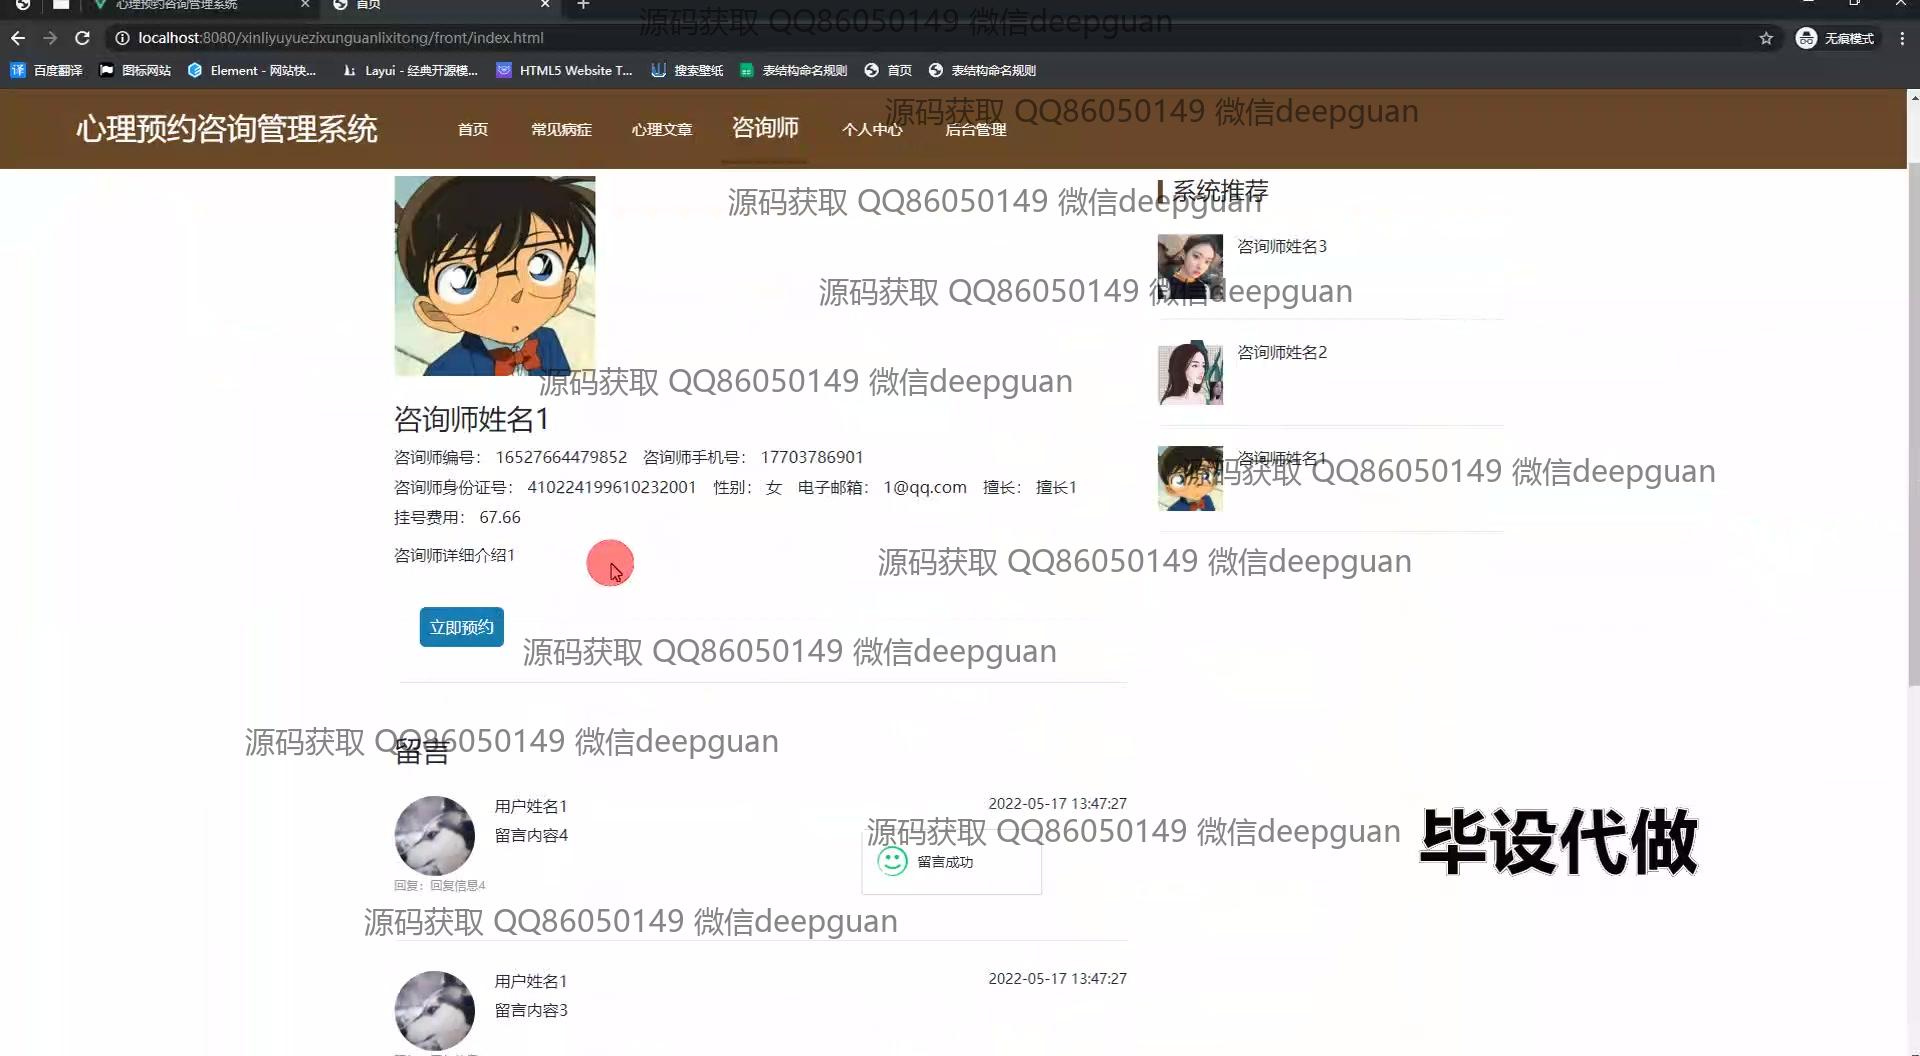 心理预约咨询管理系统
首页
源码获取 QQ86050149 微信deepguan
localhost:8080/xinliyuyuezixunguanlixitong/front/index.html
无痕模式
百度翻译 图标网站 Element - 网站快... Layui - 经典开源模... HTML5 Website T... 搜索壁纸 表结构命名规则 首页 表结构命名规则
源码获取 QQ86050149 微信deepguan
心理预约咨询管理系统 首页 常见病症 心理文章 咨询师 个人中心 后台管理
系统推荐
源码获取 QQ86050149 微信deepguan
咨询师姓名3
源码获取 QQ86050149 微信deepguan
咨询师姓名2
源码获取 QQ86050149 微信deepguan
咨询师姓名1
咨询师编号： 16527664479852 咨询师手机号： 17703786901
咨询师姓名1
源码获取 QQ86050149 微信deepguan
咨询师身份证号： 410224199610232001 性别： 女 电子邮箱： 1@qq.com 擅长： 擅长1
挂号费用： 67.66
咨询师详细介绍1
源码获取 QQ86050149 微信deepguan
立即预约
源码获取 QQ86050149 微信deepguan
源码获取 QQ86050149 微信deepguan
留言
用户姓名1
2022-05-17 13:47:27
留言内容4
源码获取 QQ86050149 微信deepguan
毕设代做
留言成功
回复：回复信息4
源码获取 QQ86050149 微信deepguan
用户姓名1
2022-05-17 13:47:27
留言内容3